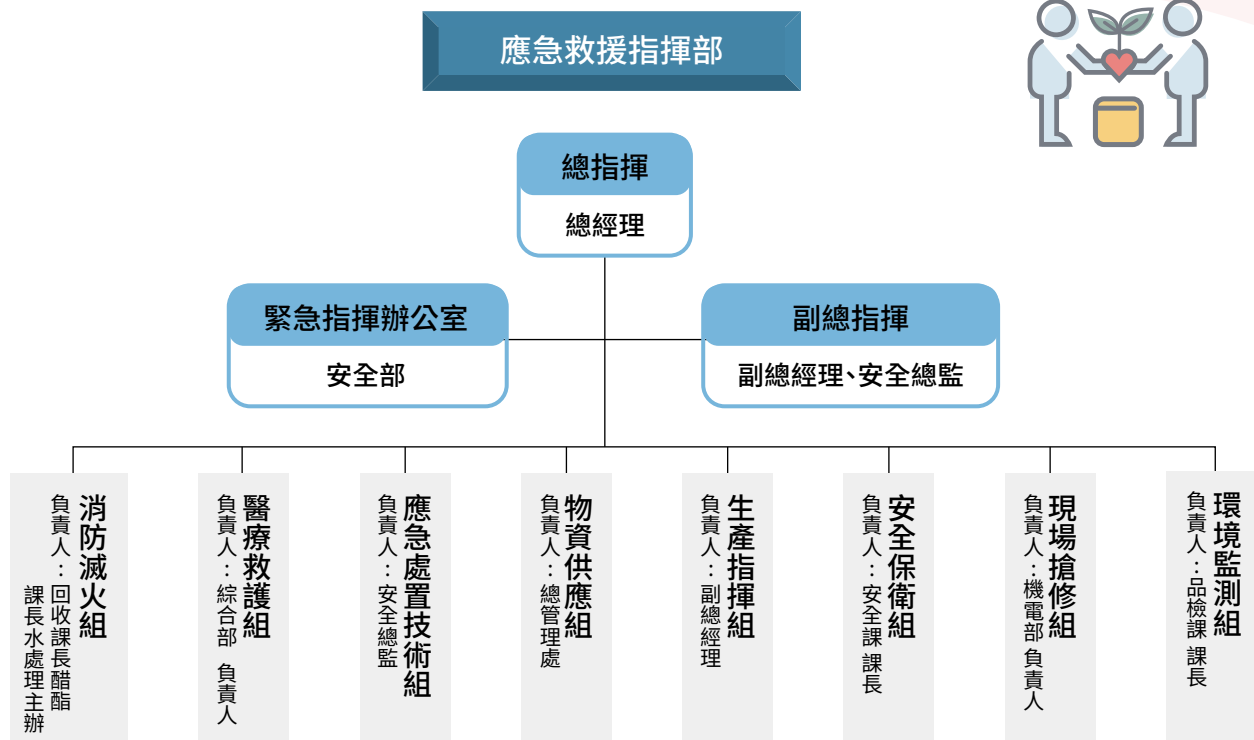 應急救援指揮部
總指揮
總經理
緊急指揮辦公室
安全部
副總指揮
副總經理、安全總監
消防滅火組
負責人：回收課長醋酯
課長水處理主辦
醫療救護組
負責人：綜合部 負責人
應急處置技術組
負責人：安全總監
物資供應組
負責人：總管理處
生產指揮組
負責人：副總經理
安全保衛組
負責人：安全課 課長
現場搶修組
負責人：機電部 負責人
環境監測組
負責人：品檢課 課長